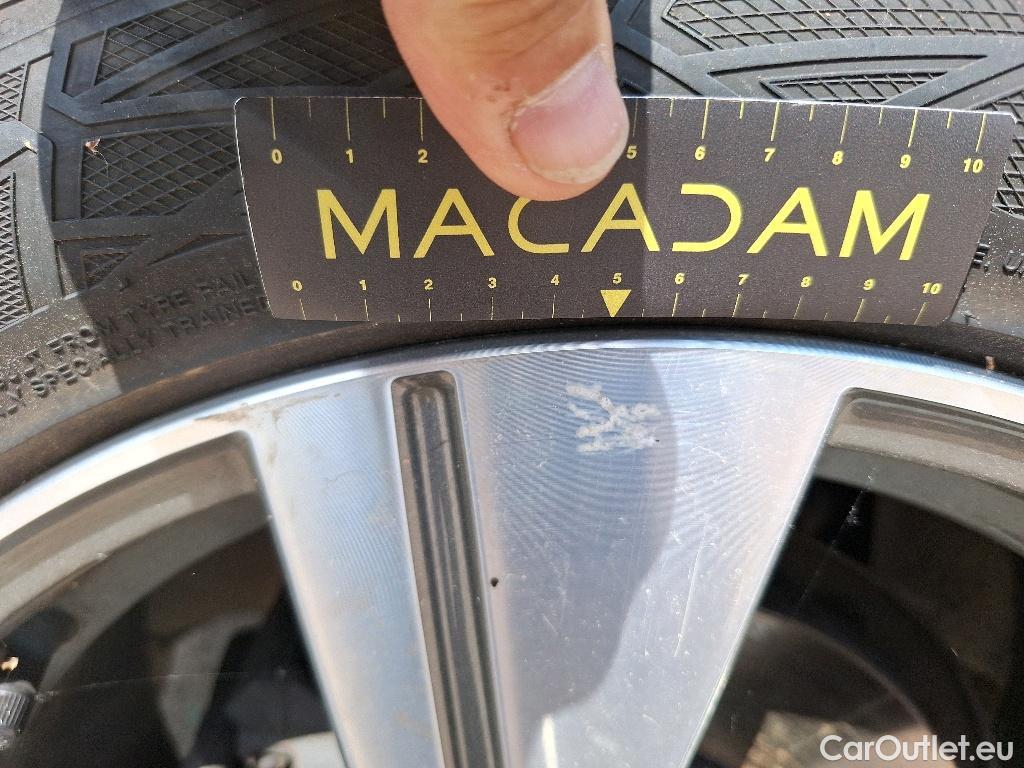 0 1 2 5 6 7 8 9 10
MACADAM
0 1 2 3 4 5 6 7 8 9 10
FROM TYRE FAIL
SPECIALLY TRAINED
CarOutlet.eu